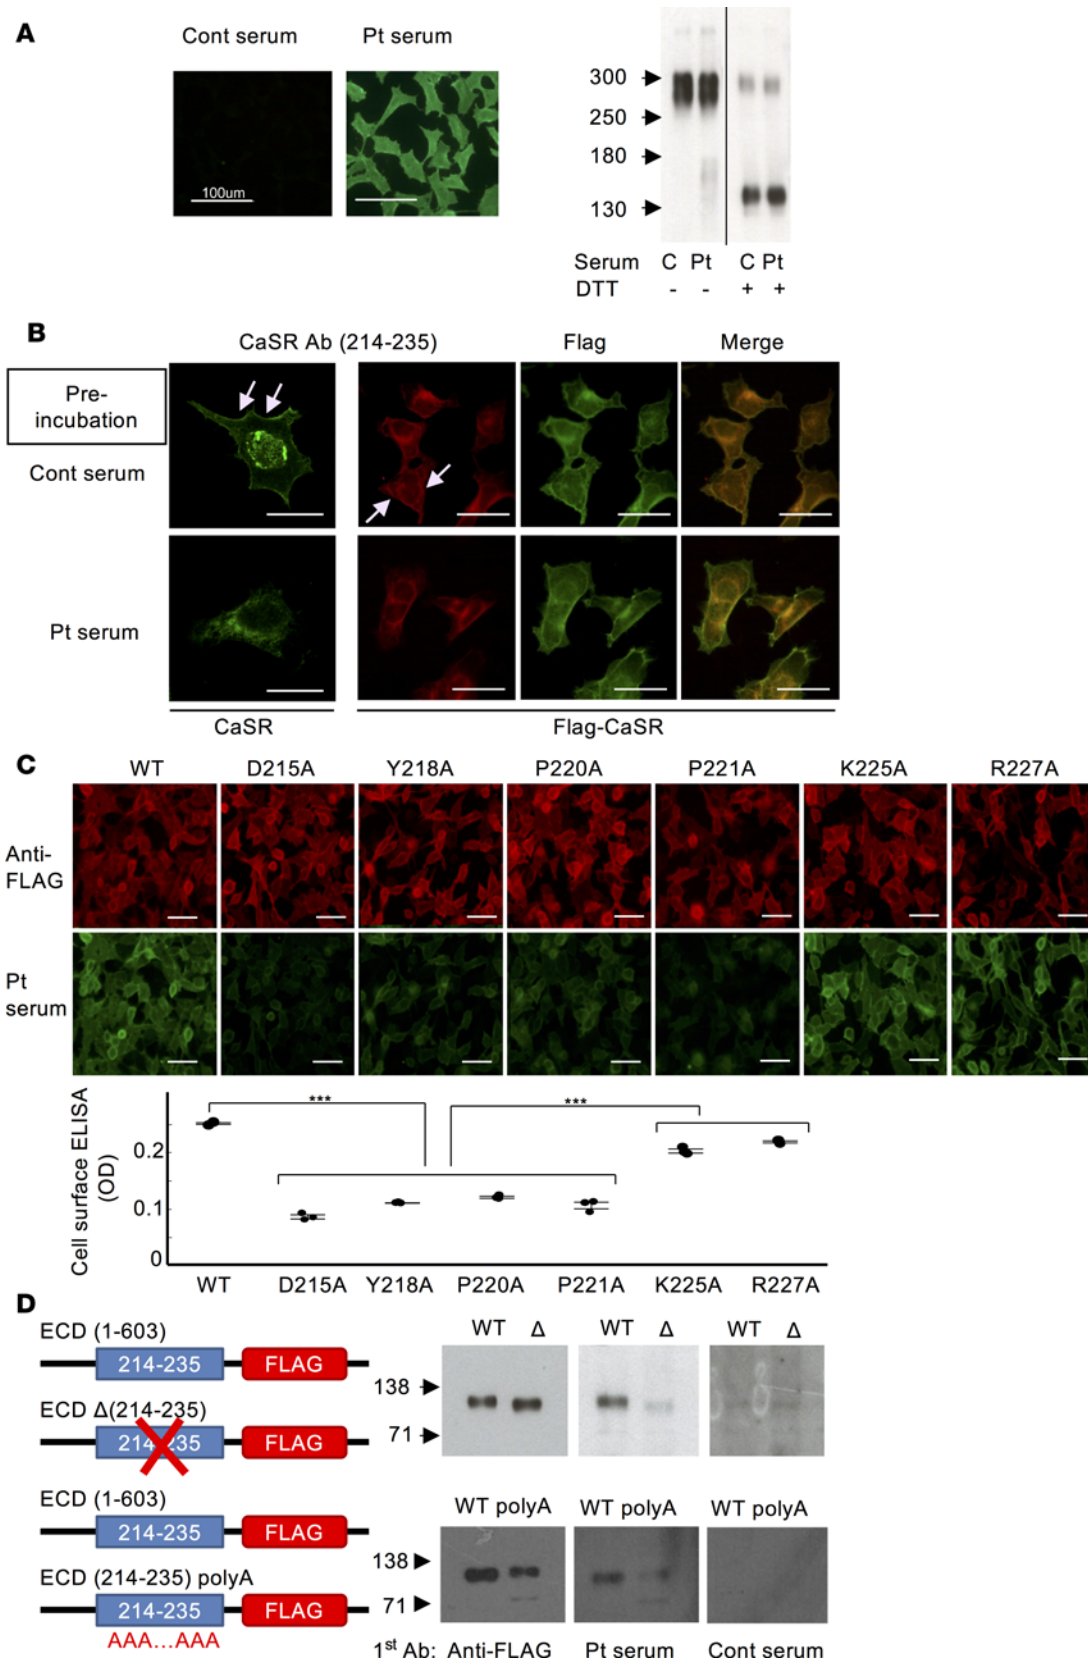 A
Cont serum Pt serum
100um
300
250
180
130
Serum C Pt C Pt
DTT - - + +
B
CaSR Ab (214-235) Flag Merge
Pre-
incubation
Cont serum
Pt serum
CaSR Flag-CaSR
C
WT D215A Y218A P220A P221A K225A R227A
Anti-
FLAG
Pt
serum
Cell surface ELISA
(OD)
*** ***
0.2
0.1
0
WT D215A Y218A P220A P221A K225A R227A
D
ECD (1-603)
214-235 FLAG
ECD Δ(214-235)
214-235 FLAG
WT Δ WT Δ WT Δ
138
71
ECD (1-603)
214-235 FLAG
ECD (214-235) polyA
214-235 FLAG
AAA...AAA
WT polyA WT polyA WT polyA
138
71
1st Ab: Anti-FLAG Pt serum Cont serum